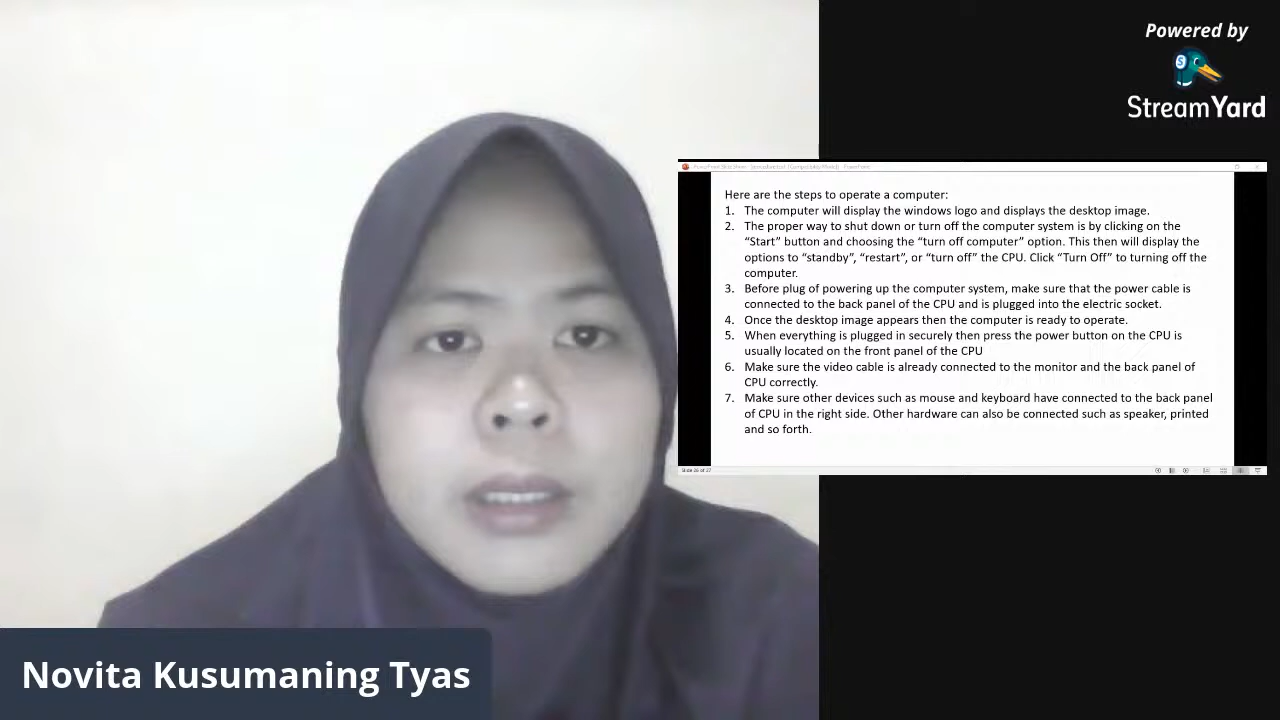 Powered by
StreamYard
Here are the steps to operate a computer:
1. The computer will display the windows logo and displays the desktop image.
2. The proper way to shut down or turn off the computer system is by clicking on the
“Start” button and choosing the “turn off computer” option. This then will display the
options to “standby”, “restart”, or “turn off” the CPU. Click “Turn Off” to turning off the
computer.
3. Before plug of powering up the computer system, make sure that the power cable is
connected to the back panel of the CPU and is plugged into the electric socket.
4. Once the desktop image appears then the computer is ready to operate.
5. When everything is plugged in securely then press the power button on the CPU is
usually located on the front panel of the CPU
6. Make sure the video cable is already connected to the monitor and the back panel of
CPU correctly.
7. Make sure other devices such as mouse and keyboard have connected to the back panel
of CPU in the right side. Other hardware can also be connected such as speaker, printed
and so forth.
Novita Kusumaning Tyas